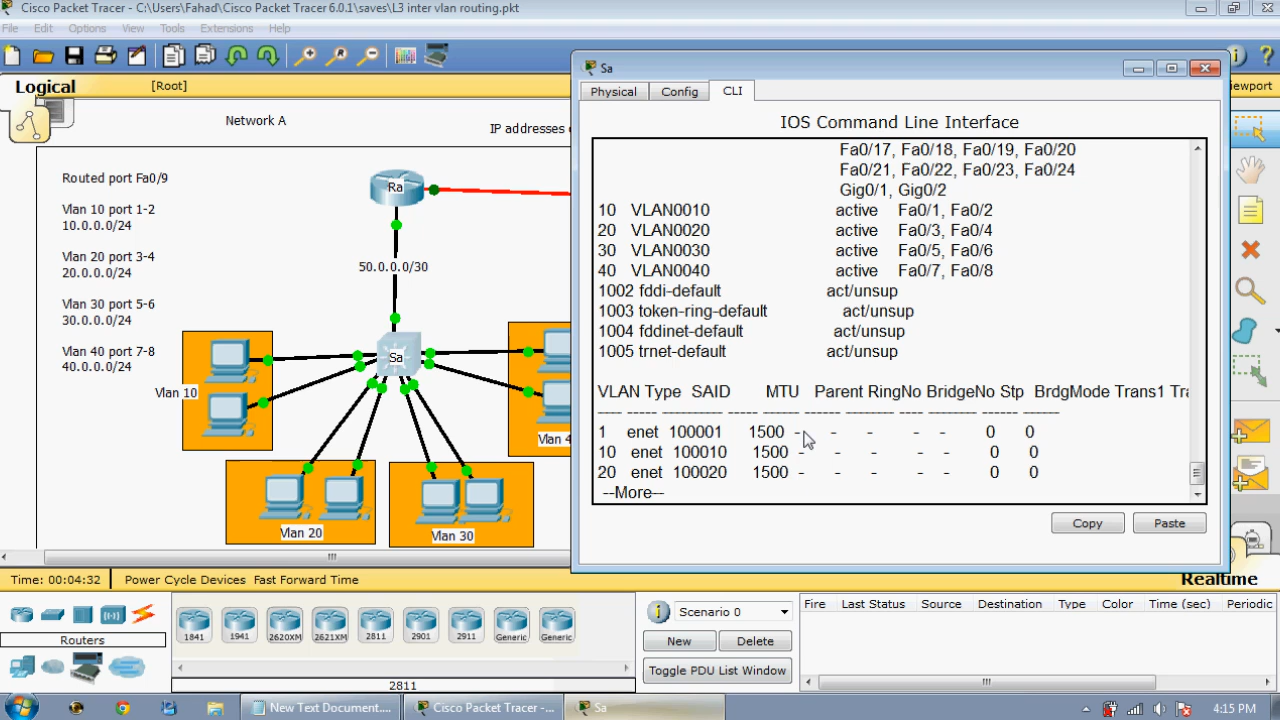 Cisco Packet Tracer - C:\Users\Fahad\Cisco Packet Tracer 6.0.1\saves\L3 inter vlan routing.pkt
File Edit Options View Tools Extensions Help
Logical [Root] Viewport
Network A
IP addresses
Routed port Fa0/9
Vlan 10 port 1-2
10.0.0.0/24
Vlan 20 port 3-4
20.0.0.0/24
Vlan 30 port 5-6
30.0.0.0/24
Vlan 40 port 7-8
40.0.0.0/24
Ra
50.0.0.0/30
Sa
Vlan 10
Vlan 20
Vlan 30
Vlan 4
Sa
Physical Config CLI
IOS Command Line Interface
Fa0/17, Fa0/18, Fa0/19, Fa0/20
Fa0/21, Fa0/22, Fa0/23, Fa0/24
Gig0/1, Gig0/2
10 VLAN0010 active Fa0/1, Fa0/2
20 VLAN0020 active Fa0/3, Fa0/4
30 VLAN0030 active Fa0/5, Fa0/6
40 VLAN0040 active Fa0/7, Fa0/8
1002 fddi-default act/unsup
1003 token-ring-default act/unsup
1004 fddinet-default act/unsup
1005 trnet-default act/unsup
VLAN Type SAID MTU Parent RingNo BridgeNo Stp BrdgMode Trans1 Tr
---- ----- ---------- ----- ------ ------ -------- ---- -------- ------ ------
1 enet 100001 1500 - - - - - 0 0
10 enet 100010 1500 - - - - - 0 0
20 enet 100020 1500 - - - - - 0 0
--More--
Copy Paste
Time: 00:04:32 Power Cycle Devices Fast Forward Time Realtime
Routers
1841 1941 2620XM 2621XM 2811 2901 2911 Generic Generic
2811
Scenario 0
New Delete
Toggle PDU List Window
Fire Last Status Source Destination Type Color Time (sec) Periodic
New Text Document.... Cisco Packet Tracer -... Sa 4:15 PM